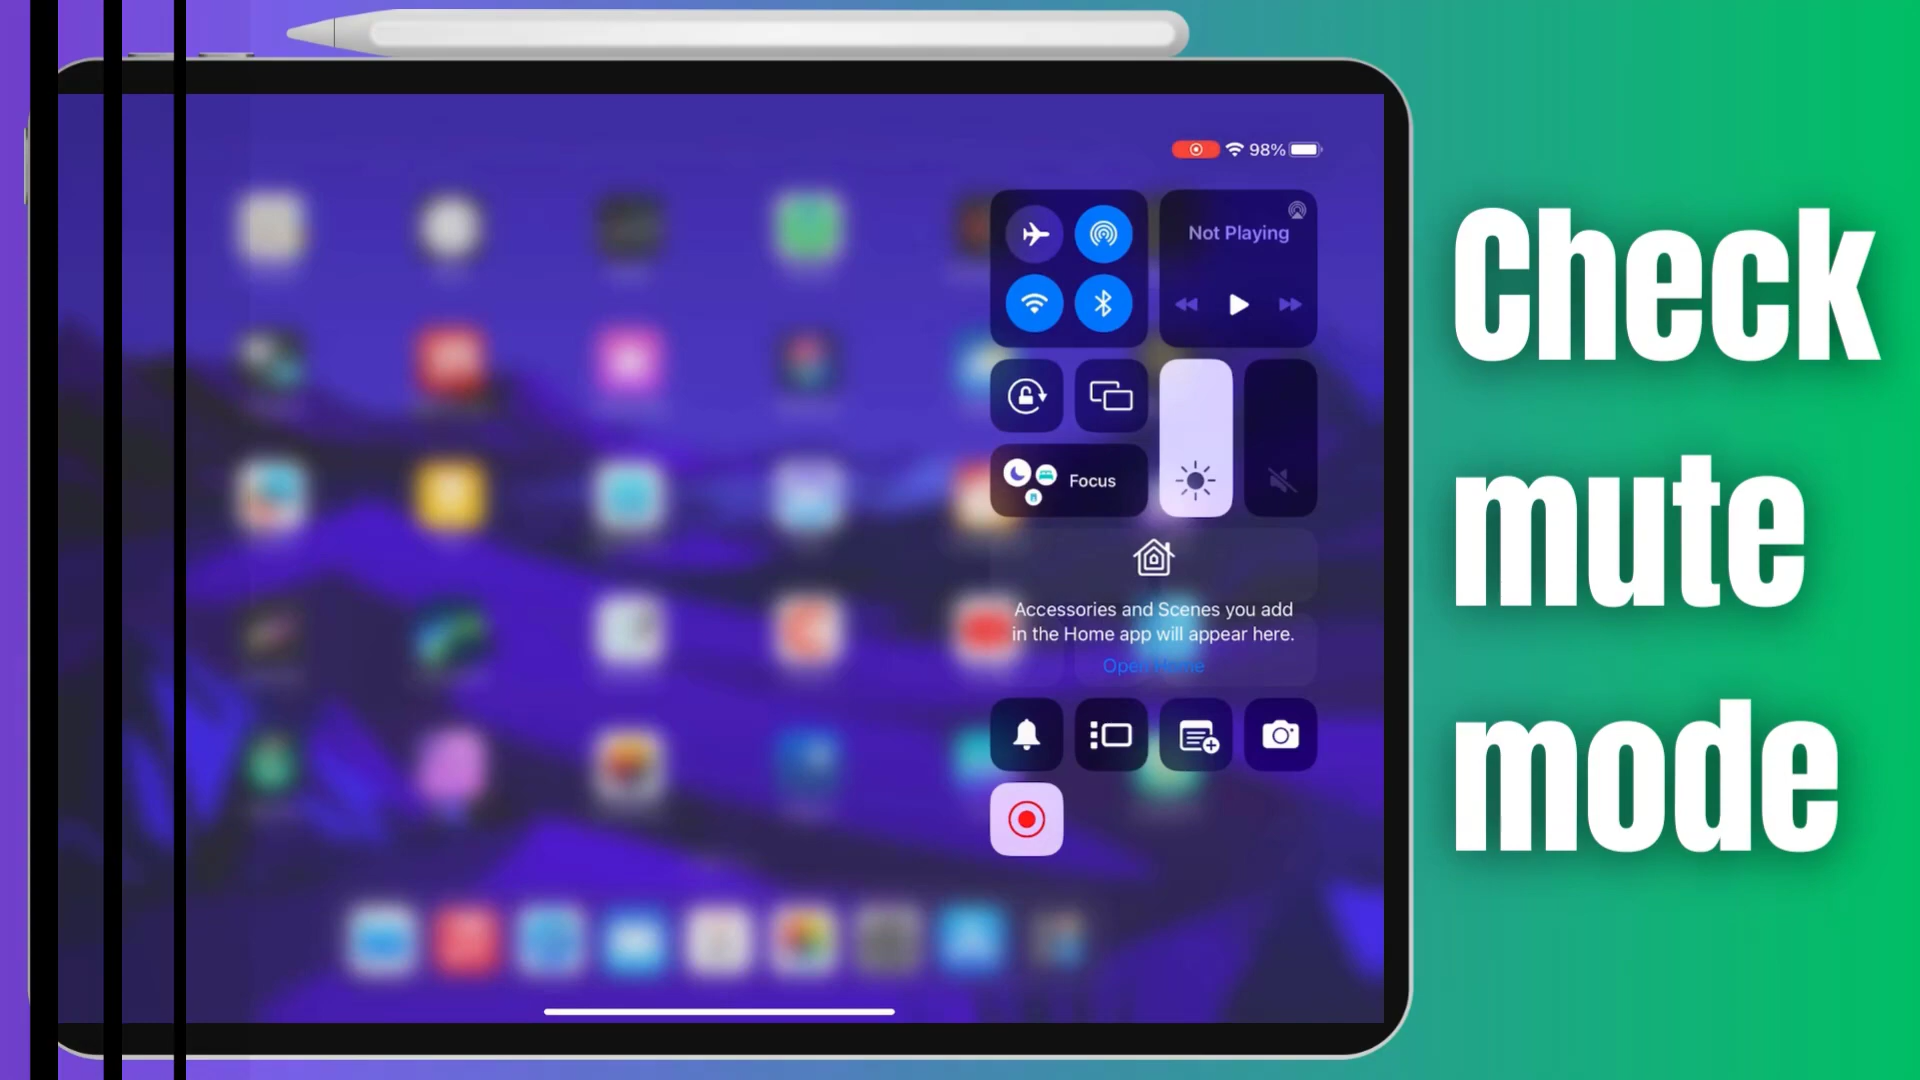 98%
Not Playing
Focus
Accessories and Scenes you add
in the Home app will appear here.
Open Home
Check
mute
mode